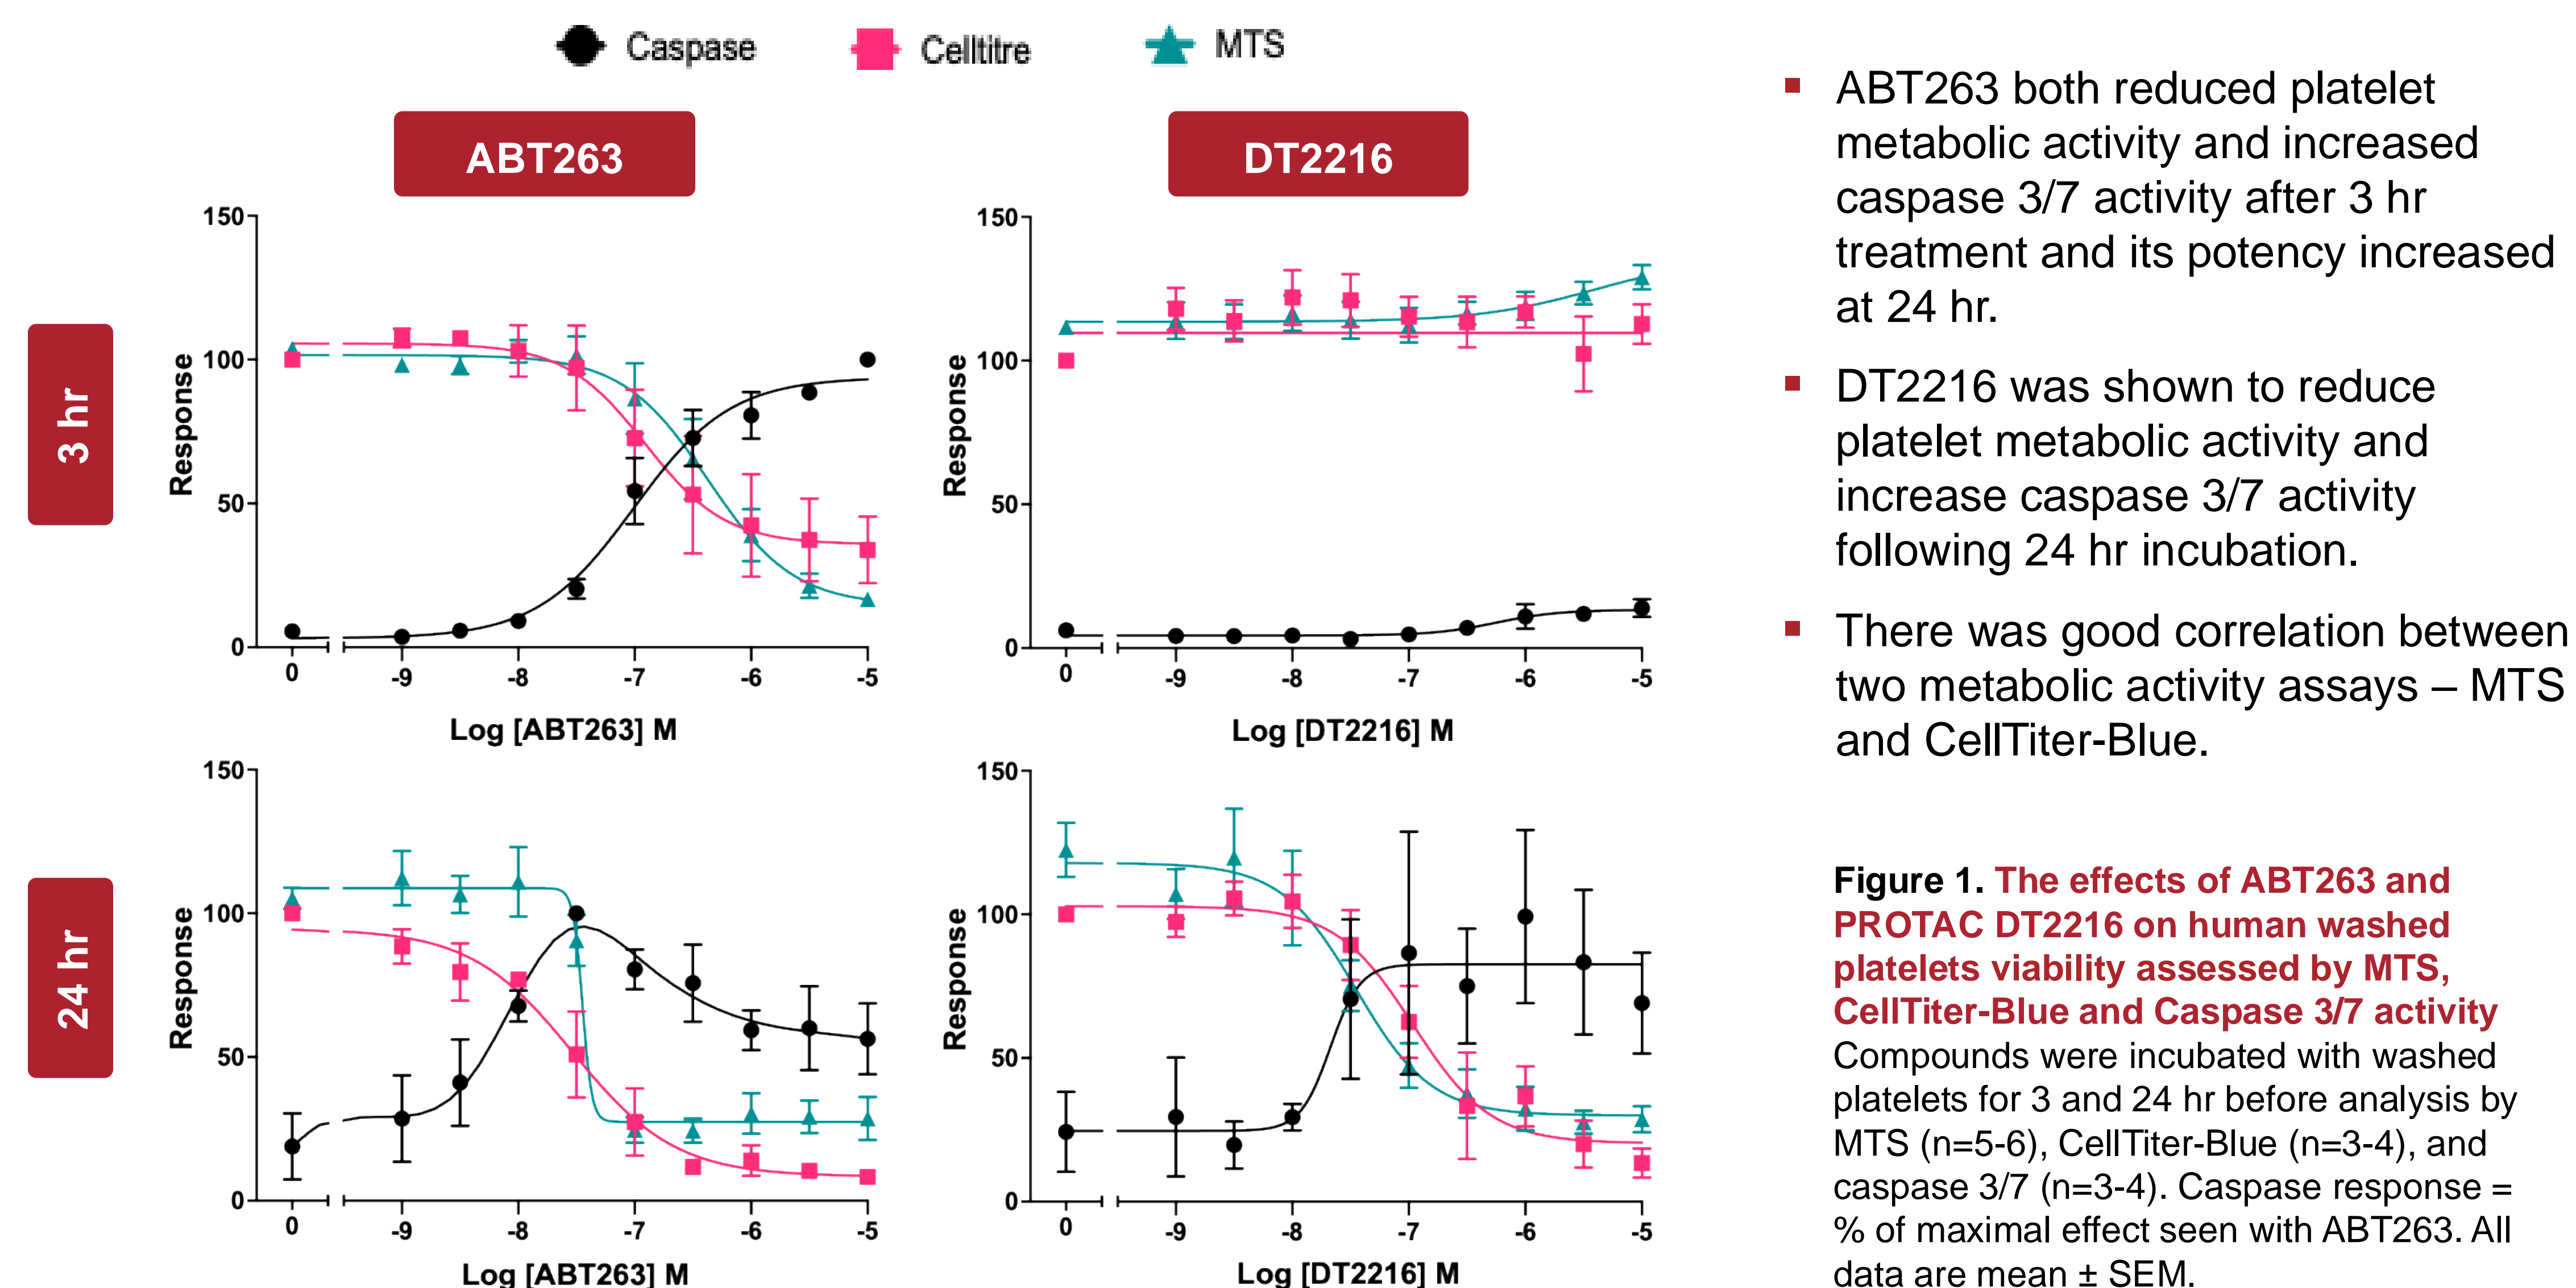 Caspase
Celltitre
MTS
ABT263
DT2216
3 hr
150
100
50
0
Response
0
-9
-8
-7
-6
-5
Log [ABT263] M
150
100
50
0
Response
0
-9
-8
-7
-6
-5
Log [DT2216] M
24 hr
150
100
50
0
Response
0
-9
-8
-7
-6
-5
Log [ABT263] M
150
100
50
0
Response
0
-9
-8
-7
-6
-5
Log [DT2216] M
▪ ABT263 both reduced platelet
metabolic activity and increased
caspase 3/7 activity after 3 hr
treatment and its potency increased
at 24 hr.
▪ DT2216 was shown to reduce
platelet metabolic activity and
increase caspase 3/7 activity
following 24 hr incubation.
▪ There was good correlation between
two metabolic activity assays – MTS
and CellTiter-Blue.
Figure 1. The effects of ABT263 and
PROTAC DT2216 on human washed
platelets viability assessed by MTS,
CellTiter-Blue and Caspase 3/7 activity
Compounds were incubated with washed
platelets for 3 and 24 hr before analysis by
MTS (n=5-6), CellTiter-Blue (n=3-4), and
caspase 3/7 (n=3-4). Caspase response =
% of maximal effect seen with ABT263. All
data are mean ± SEM.